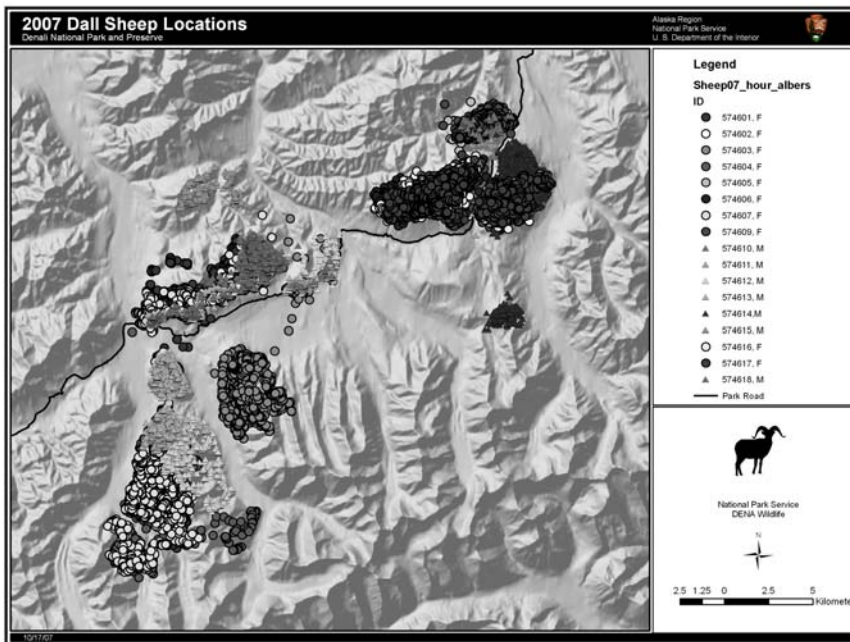 2007 Dall Sheep Locations
Denali National Park and Preserve
Alaska Region
National Park Service
U. S. Department of the Interior
Legend
Sheep07_hour_albers
ID
574601, F
574602, F
574603, F
574604, F
574605, F
574606, F
574607, F
574609, F
574610, M
574611, M
574612, M
574613, M
574614,M
574615, M
574616, F
574617, F
574618, M
Park Road
National Park Service
DENA Wildlife
N
2.5 1.25 0 2.5 5
Kilomete
10/17/07